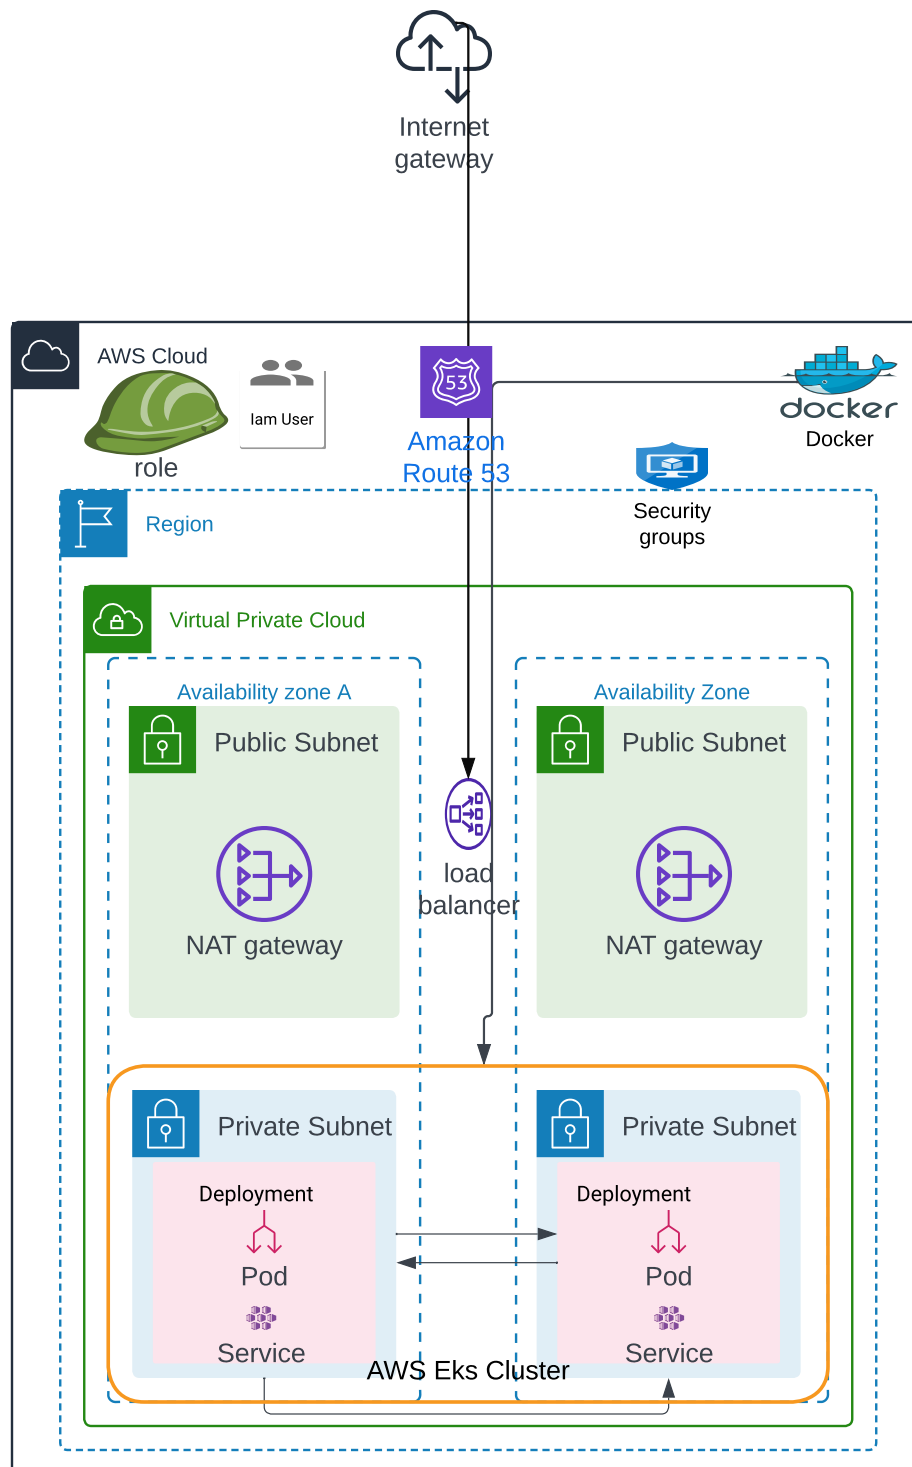 Internet
gateway
AWS Cloud
role
Iam User
53
Amazon
Route 53
docker
Docker
Security
groups
Region
Virtual Private Cloud
Availability zone A
Availability Zone
Public Subnet
Public Subnet
load
balancer
NAT gateway
NAT gateway
Private Subnet
Private Subnet
Deployment
Deployment
Pod
Pod
Service
Service
AWS Eks Cluster